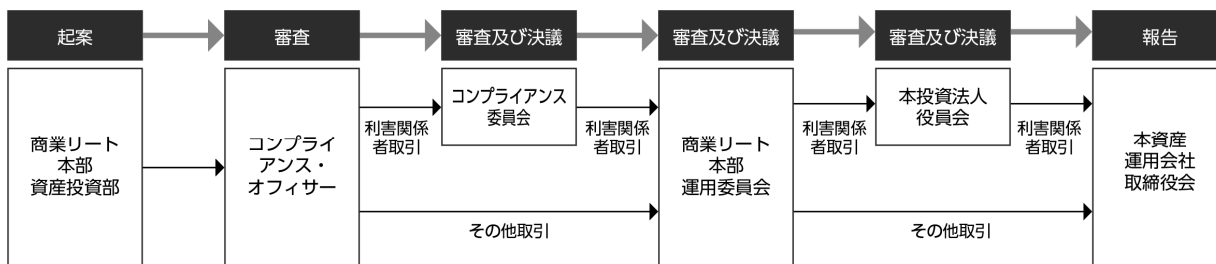 起案
審査
審査及び決議
審査及び決議
審査及び決議
報告
商業リート
本部
資産投資部
コンプライ
アンス・
オフィサー
利害関係
者取引
コンプライアンス
委員会
利害関係
者取引
その他取引
商業リート
本部
運用委員会
利害関係
者取引
本投資法人
役員会
利害関係
者取引
その他取引
本資産
運用会社
取締役会